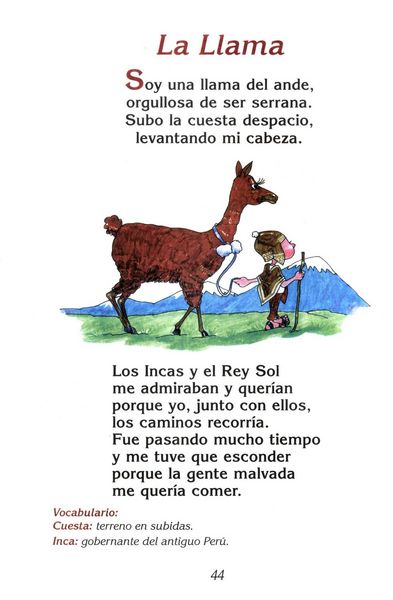 La Llama
Soy una llama del ande,
orgullosa de ser serrana.
Subo la cuesta despacio,
levantando mi cabeza.
Los Incas y el Rey Sol
me admiraban y querían
porque yo, junto con ellos,
los caminos recorría.
Fue pasando mucho tiempo
y me tuve que esconder
porque la gente malvada
me quería comer.
Vocabulario:
Cuesta: terreno en subidas.
Inca: gobernante del antiguo Perú.
44